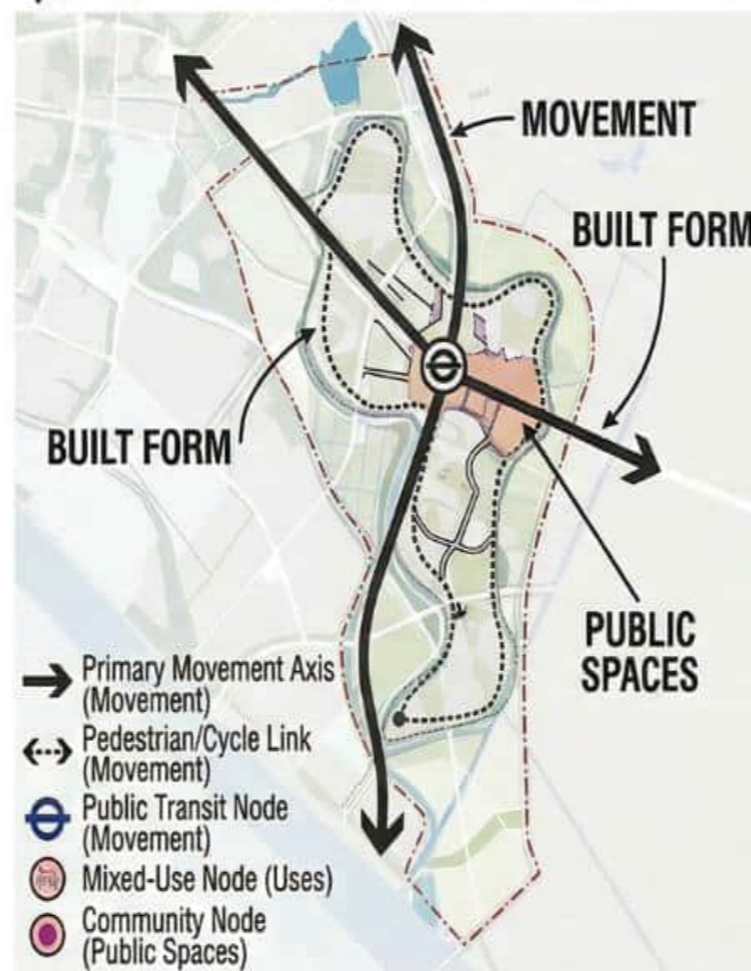 MOVEMENT
BUILT FORM
BUILT FORM
PUBLIC
SPACES
Primary Movement Axis
(Movement)
Pedestrian/Cycle Link
(Movement)
Public Transit Node
(Movement)
Mixed-Use Node (Uses)
Community Node
(Public Spaces)